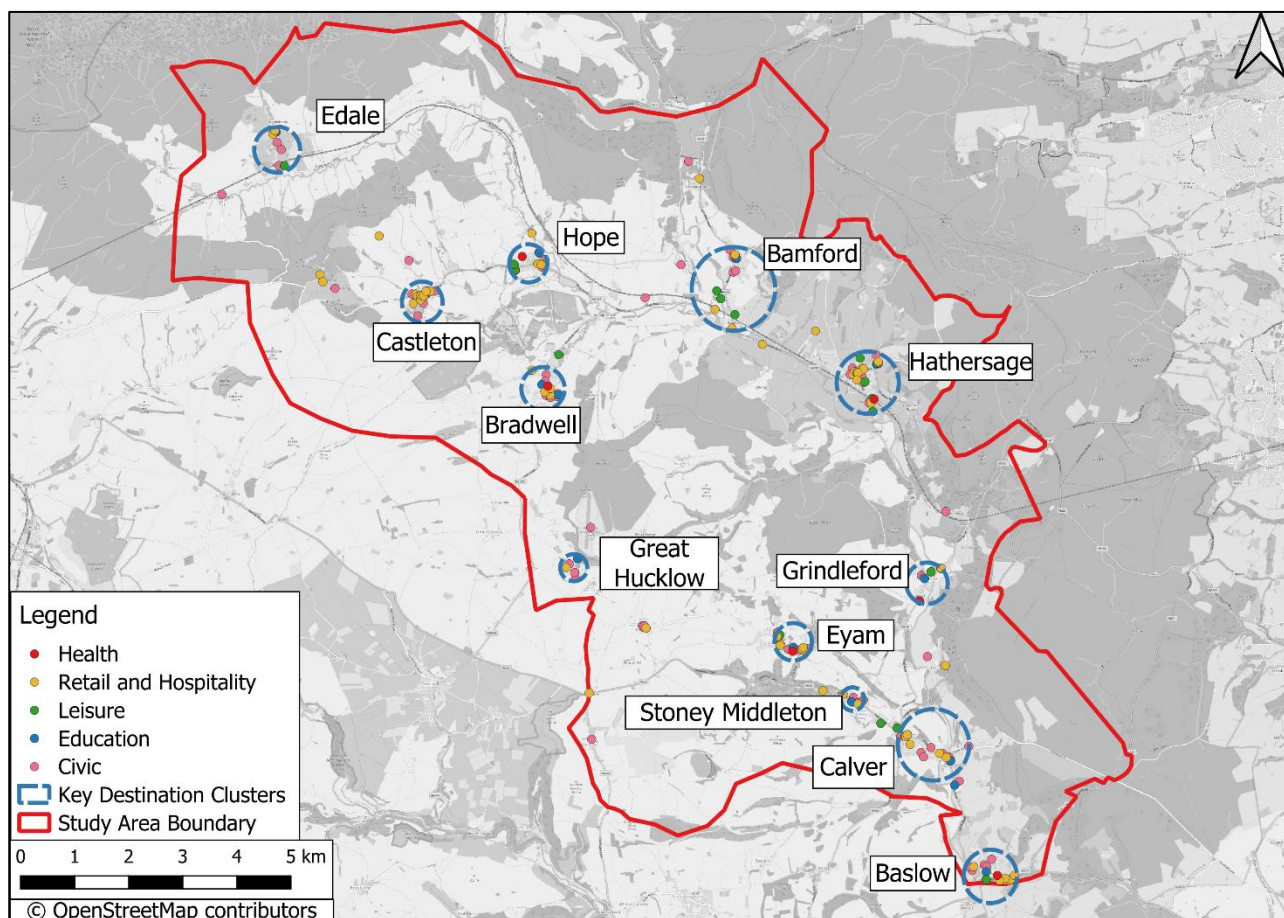 Edale
Hope
Bamford
Castleton
Hathersage
Bradwell
Great
Hucklow
Grindleford
Eyam
Stoney Middleton
Calver
Baslow
Legend
Health
Retail and Hospitality
Leisure
Education
Civic
Key Destination Clusters
Study Area Boundary
0 1 2 3 4 5 km
© OpenStreetMap contributors